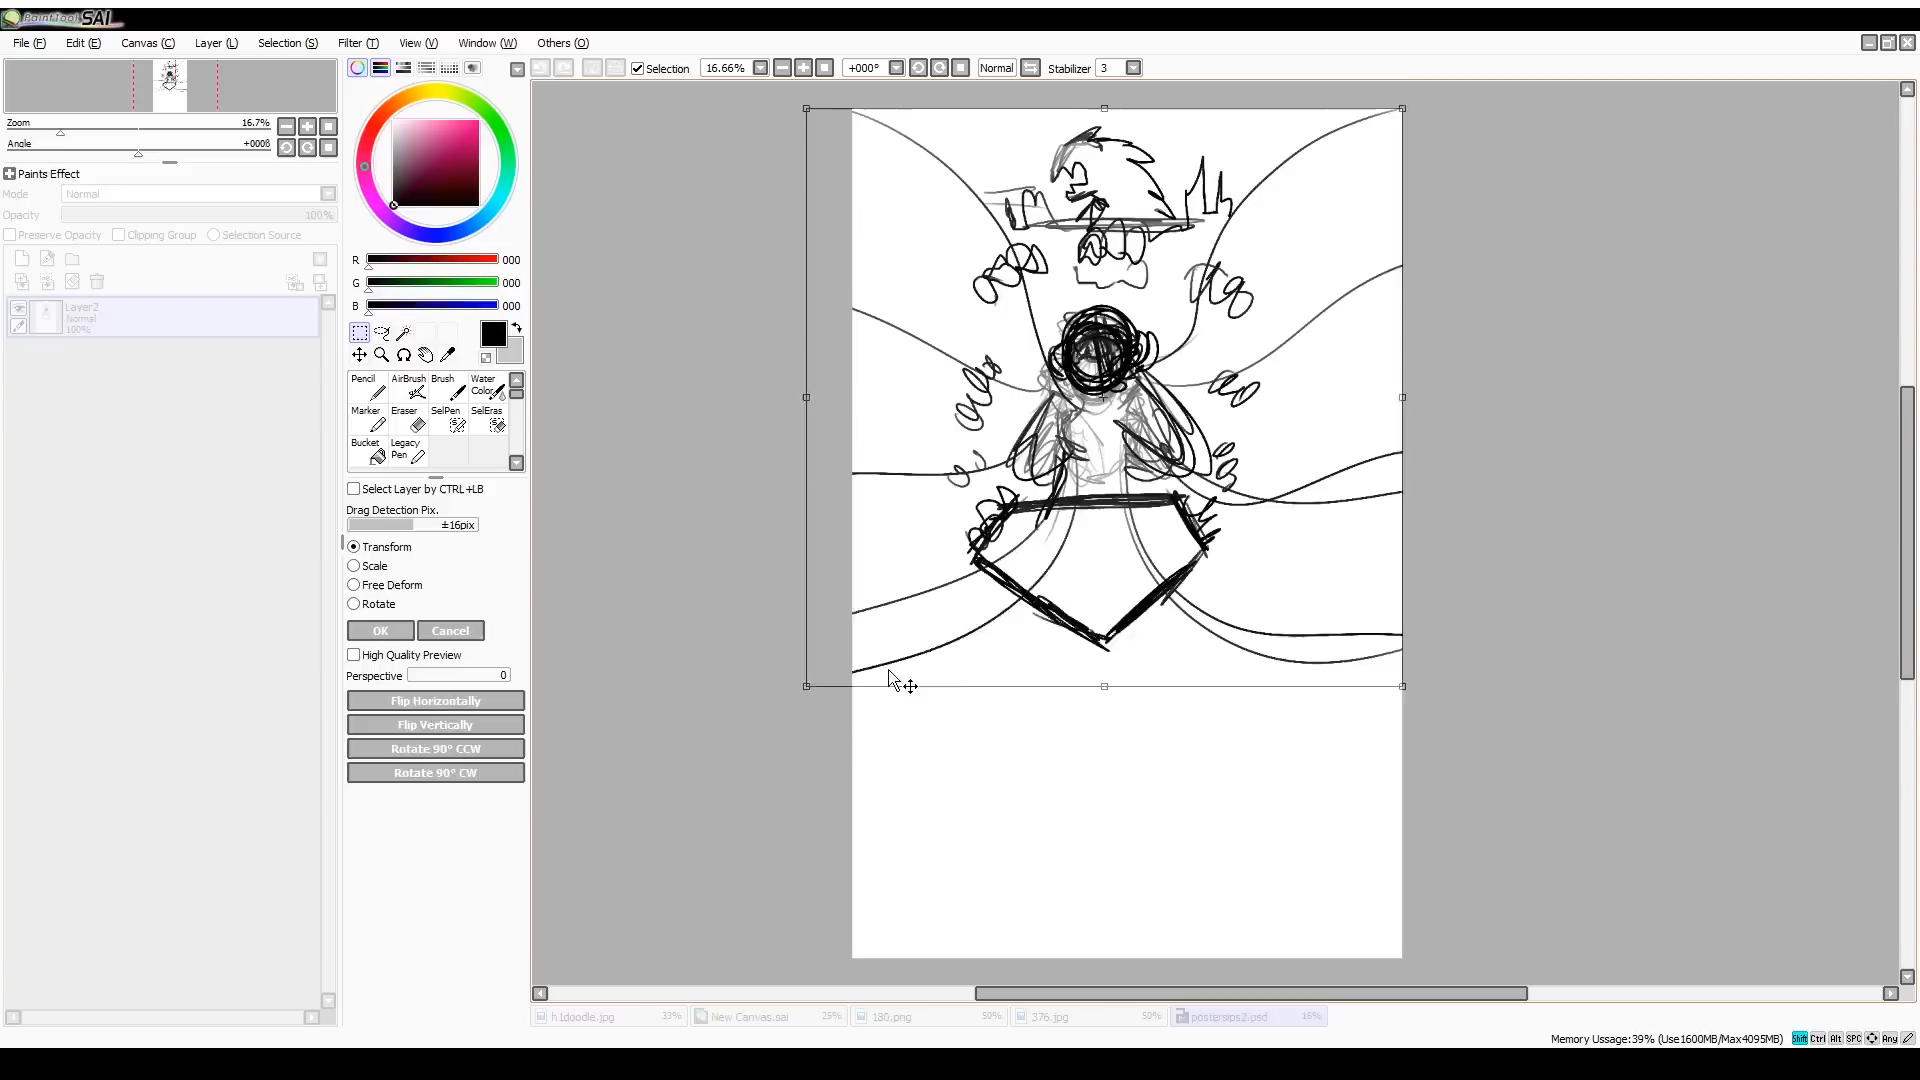 PaintTool SAI
File (F) Edit (E) Canvas (C) Layer (L) Selection (S) Filter (T) View (V) Window (W) Others (O)
Selection 16.66% +000° Normal Stabilizer 3
Zoom 16.7%
Angle +000ß
Paints Effect
Mode Normal
Opacity 100%
Preserve Opacity Clipping Group Selection Source
Layer2
Normal
100%
R 000
G 000
B 000
Pencil AirBrush Brush Water Color
Marker Eraser SelPen SelEras
Bucket Legacy Pen
Select Layer by CTRL+LB
Drag Detection Pix.
±16pix
Transform
Scale
Free Deform
Rotate
OK Cancel
High Quality Preview
Perspective 0
Flip Horizontally
Flip Vertically
Rotate 90° CCW
Rotate 90° CW
h1doodle.jpg 33% New Canvas.sai 25% 180.png 50% 376.jpg 50% postersips2.psd 16%
Memory Ussage:39% (Use1600MB/Max4095MB) Shift Ctrl Alt SPC Any